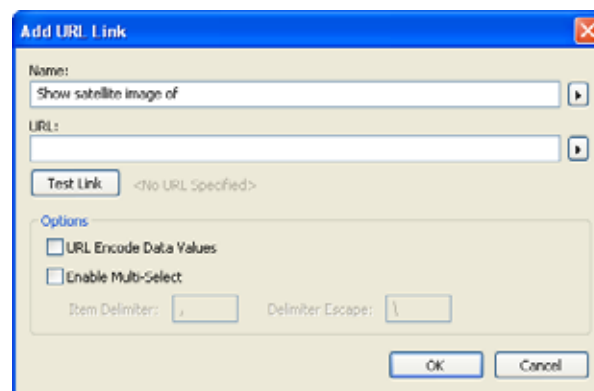 Add URL Link
Name:
Show satellite image of
URL:
Test Link <No URL Specified>
Options
URL Encode Data Values
Enable Multi-Select
Item Delimiter: , Delimiter Escape: \
OK Cancel